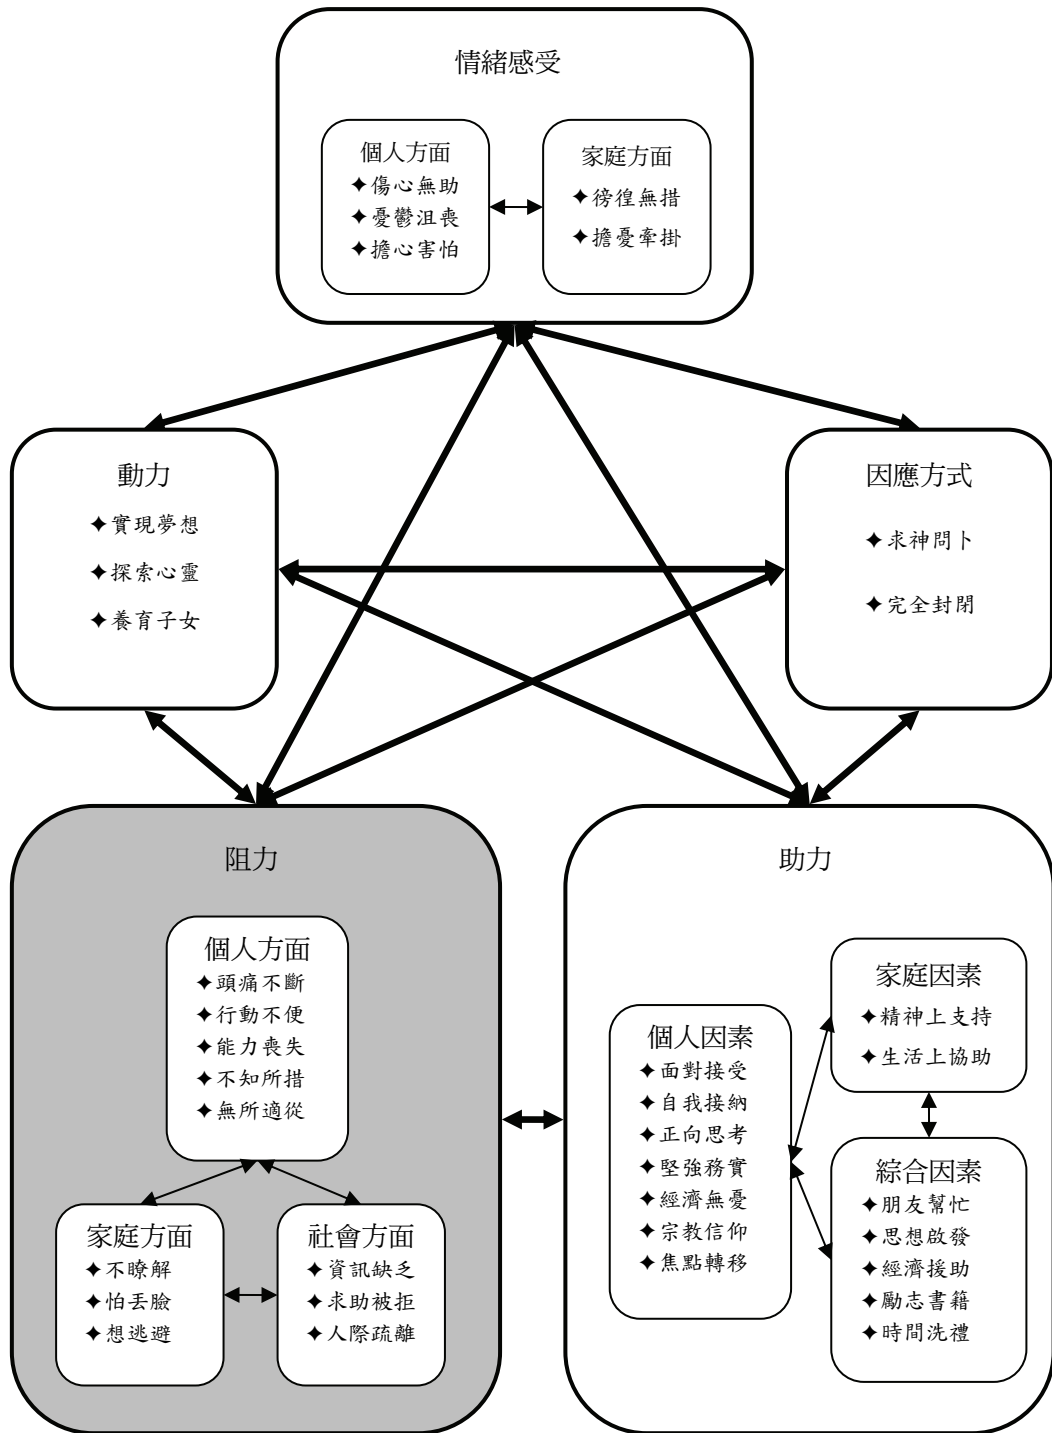 情緒感受
個人方面
✦傷心無助
✦憂鬱沮喪
✦擔心害怕
家庭方面
✦徬徨無措
✦擔憂牽掛
動力
✦實現夢想
✦探索心靈
✦養育子女
因應方式
✦求神問卜
✦完全封閉
阻力
個人方面
✦頭痛不斷
✦行動不便
✦能力喪失
✦不知所措
✦無所適從
家庭方面
✦不瞭解
✦怕丟臉
✦想逃避
社會方面
✦資訊缺乏
✦求助被拒
✦人際疏離
助力
個人因素
✦面對接受
✦自我接納
✦正向思考
✦堅強務實
✦經濟無憂
✦宗教信仰
✦焦點轉移
家庭因素
✦精神上支持
✦生活上協助
綜合因素
✦朋友幫忙
✦思想啟發
✦經濟援助
✦勵志書籍
✦時間洗禮